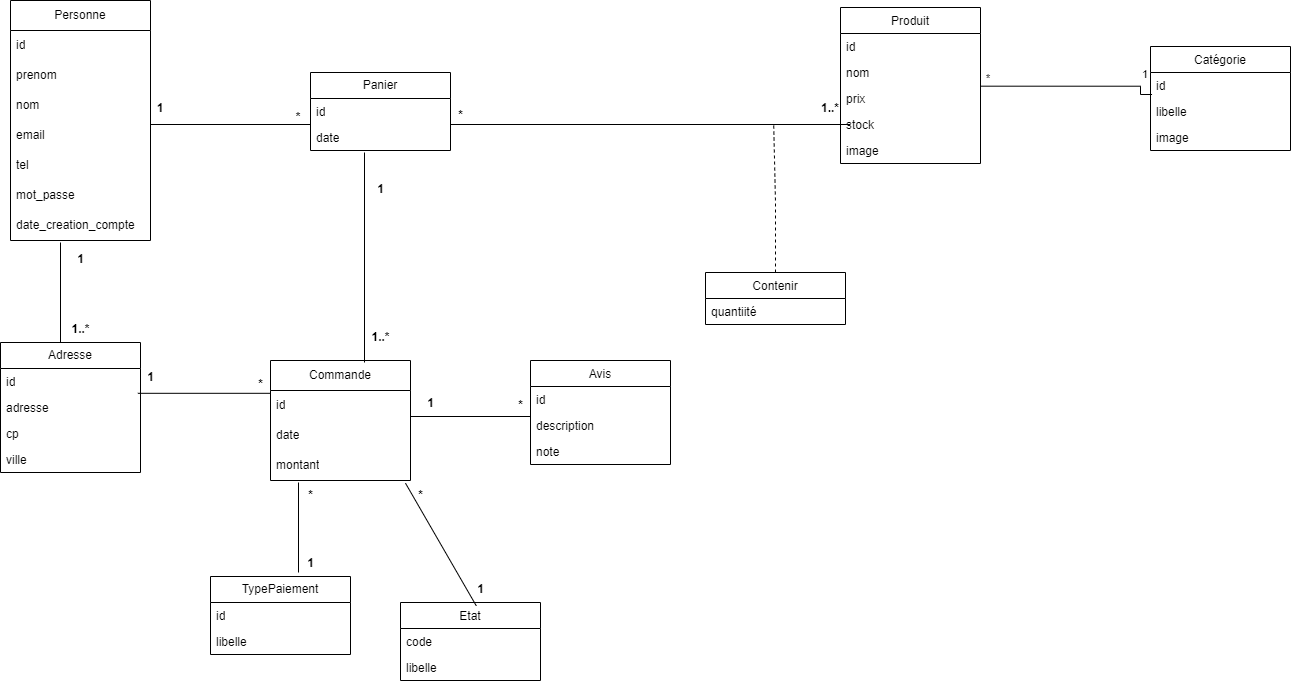 Personne
id
prenom
nom
email
tel
mot_passe
date_creation_compte
1
*
Panier
id
date
*
1..*
Produit
id
nom
prix
stock
image
*
1
Catégorie
id
libelle
image
1
1..*
Contenir
quantiité
1
1..*
Adresse
id
adresse
cp
ville
1
*
Commande
id
date
montant
1
*
Avis
id
description
note
*
1
*
1
TypePaiement
id
libelle
Etat
code
libelle